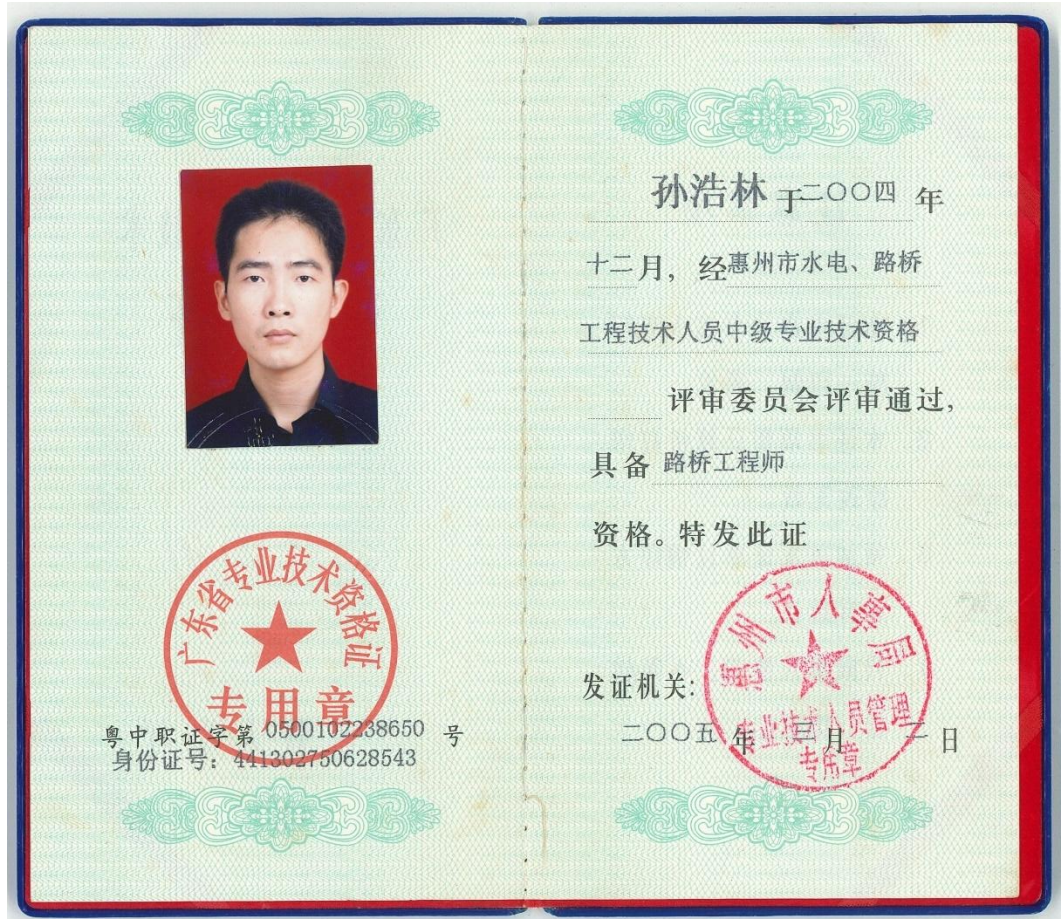 广东省专业技术资格证
专用章
粤中职证字第 0500102238650 号
身份证号：441302750628543
孙浩林 于二〇〇四 年
十二月，经惠州市水电、路桥
工程技术人员中级专业技术资格
评审委员会评审通过，
具备 路桥工程师
资格。特发此证
惠州市人事局
专业技术人员管理
专用章
发证机关：
二〇〇五 年 三月 二 日